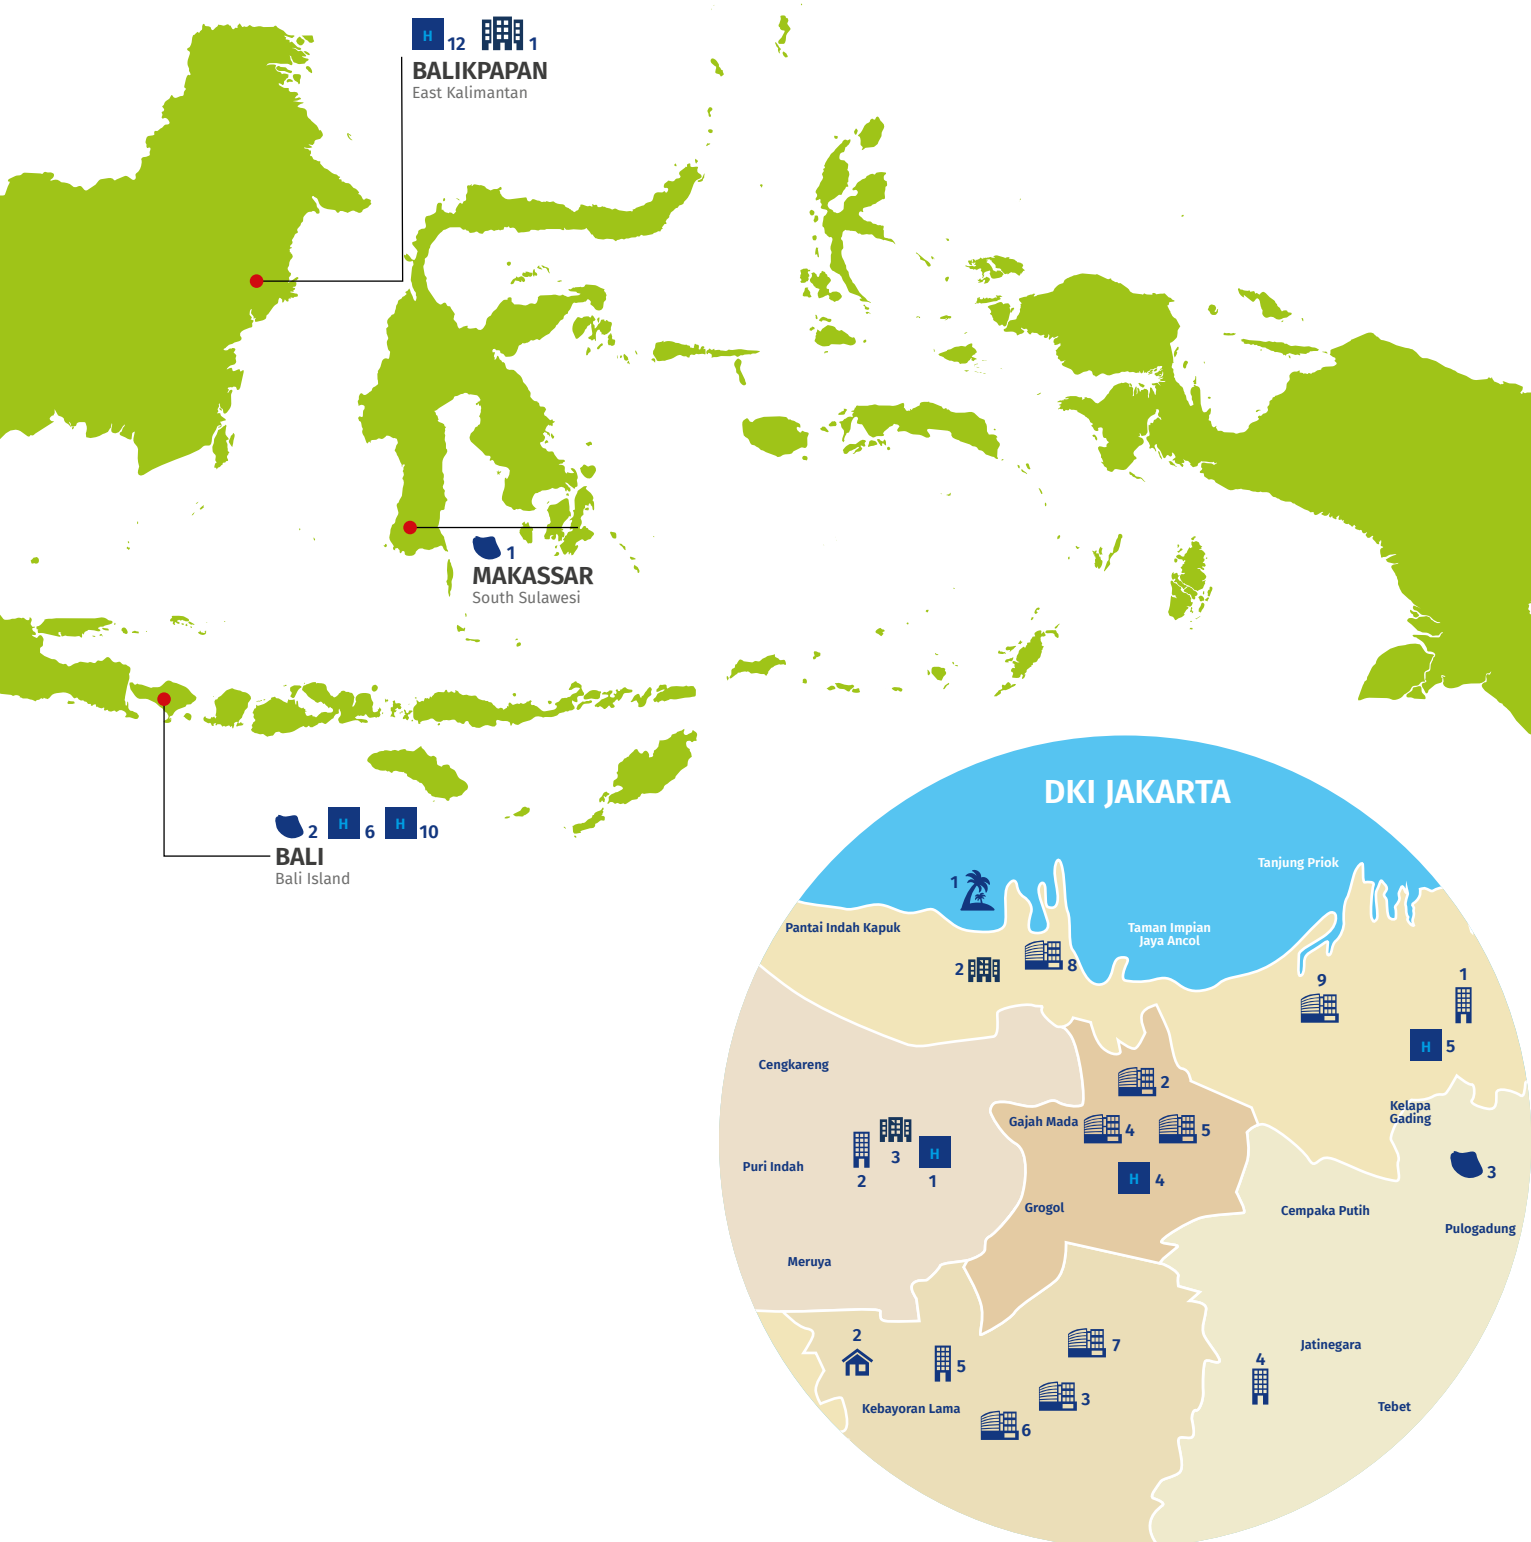 H 12 1
BALIKPAPAN
East Kalimantan
1
MAKASSAR
South Sulawesi
2 H 6 H 10
BALI
Bali Island
DKI JAKARTA
Tanjung Priok
1
Pantai Indah Kapuk
Taman Impian
Jaya Ancol
2
8
9
1
H 5
Cengkareng
2
Kelapa
Gading
Gajah Mada
4
5
3
H
Puri Indah
2
1
H 4
3
Grogol
Cempaka Putih
Pulogadung
Meruya
2
5
7
Jatinegara
4
3
Kebayoran Lama
Tebet
6